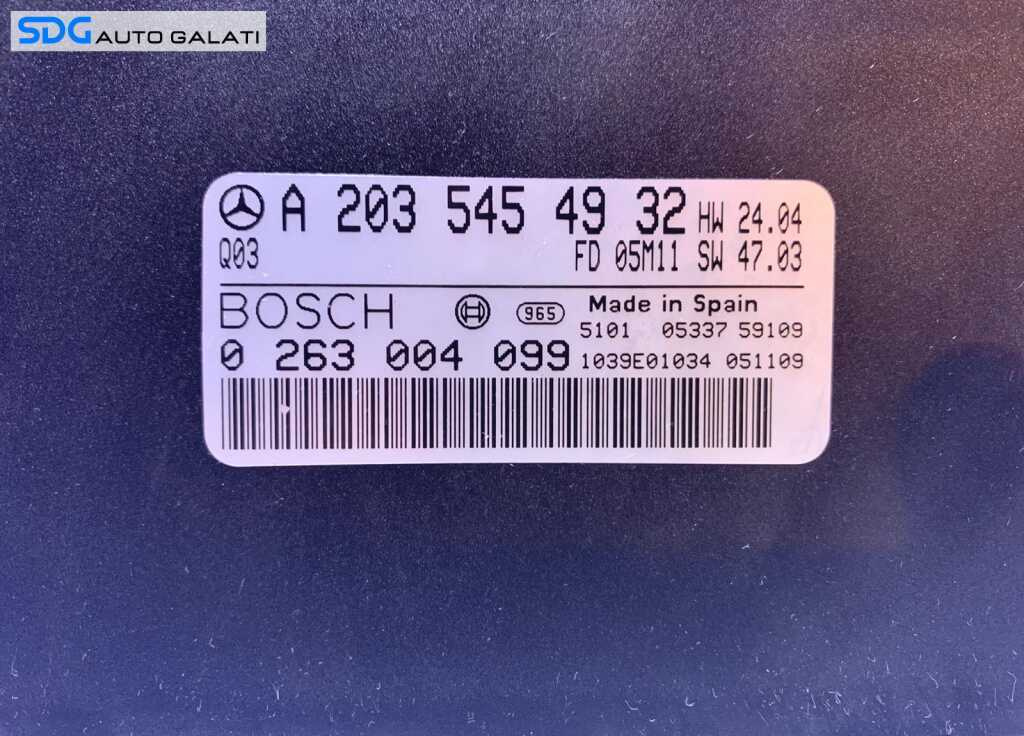 SDG AUTO GALATI
A 203 545 49 32 HW 24.04
Q03 FD 05M11 SW 47.03
BOSCH 965 Made in Spain
5101 05337 59109
0 263 004 099 1039E01034 051109